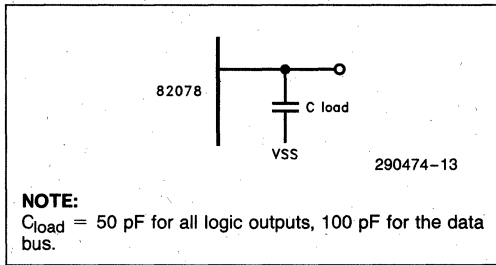 82078
C load
VSS
290474-13
NOTE:
Cload = 50 pF for all logic outputs, 100 pF for the data
bus.